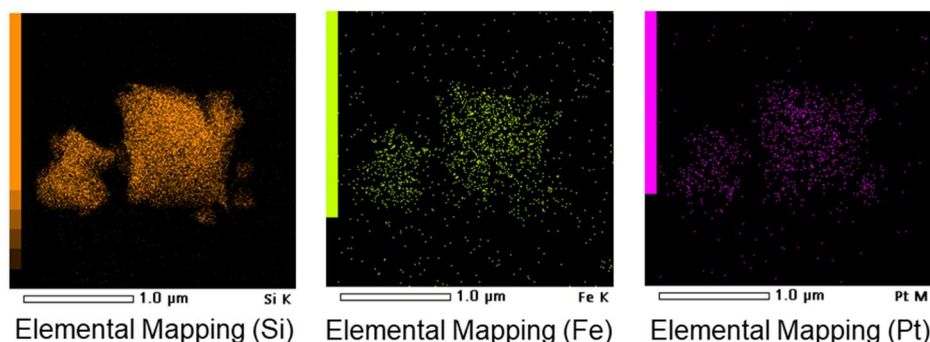 1.0 μm Si K
1.0 μm Fe K
1.0 μm Pt M
Elemental Mapping (Si)
Elemental Mapping (Fe)
Elemental Mapping (Pt)